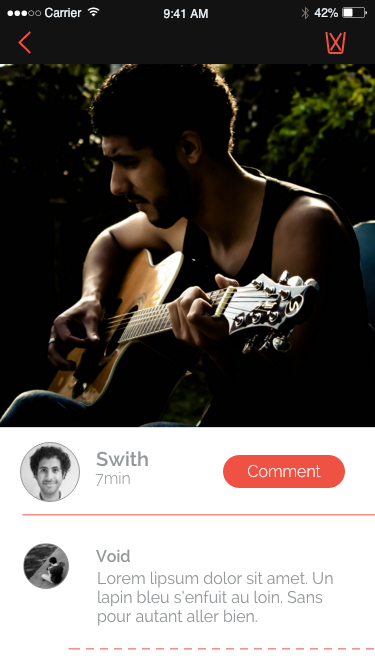 Carrier 9:41 AM 42%
Swith
7min
Comment
Void
Lorem lipsum dolor sit amet. Un
lapin bleu s'enfuit au loin. Sans
pour autant aller bien.